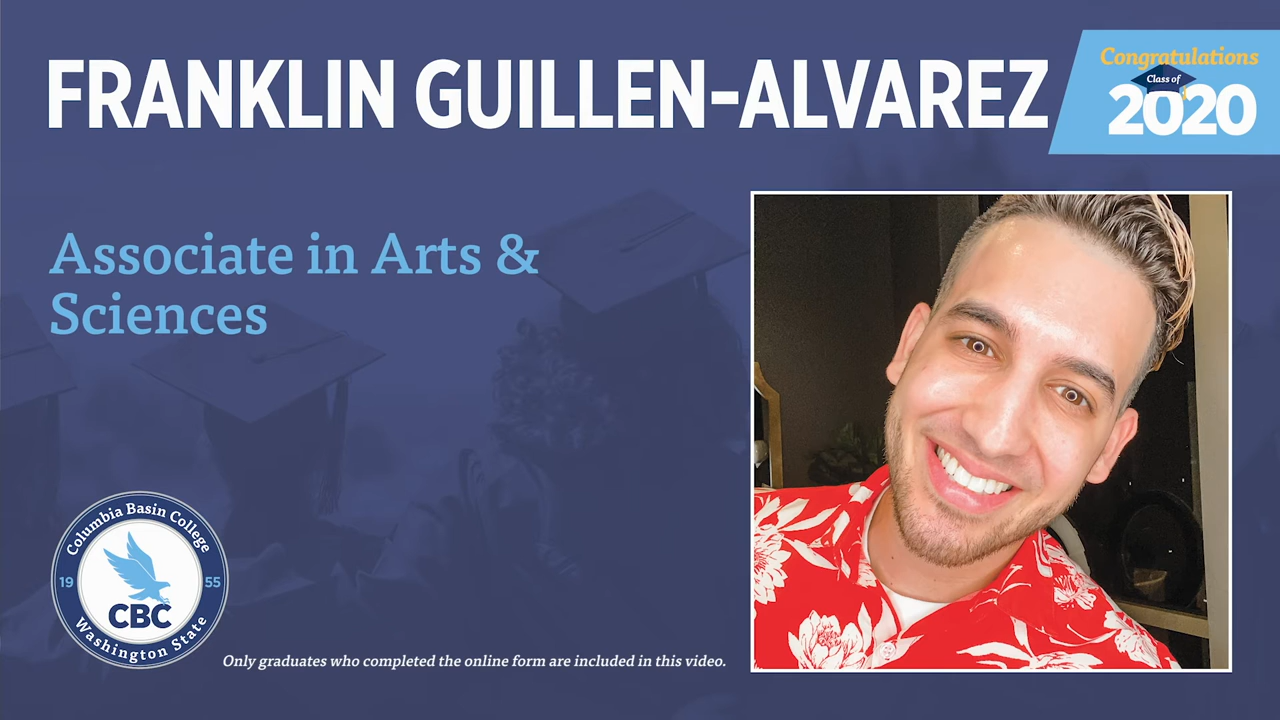 FRANKLIN GUILLEN-ALVAREZ
Congratulations
Class of
2020
Associate in Arts &
Sciences
Columbia Basin College
19 55
CBC
Washington State
Only graduates who completed the online form are included in this video.